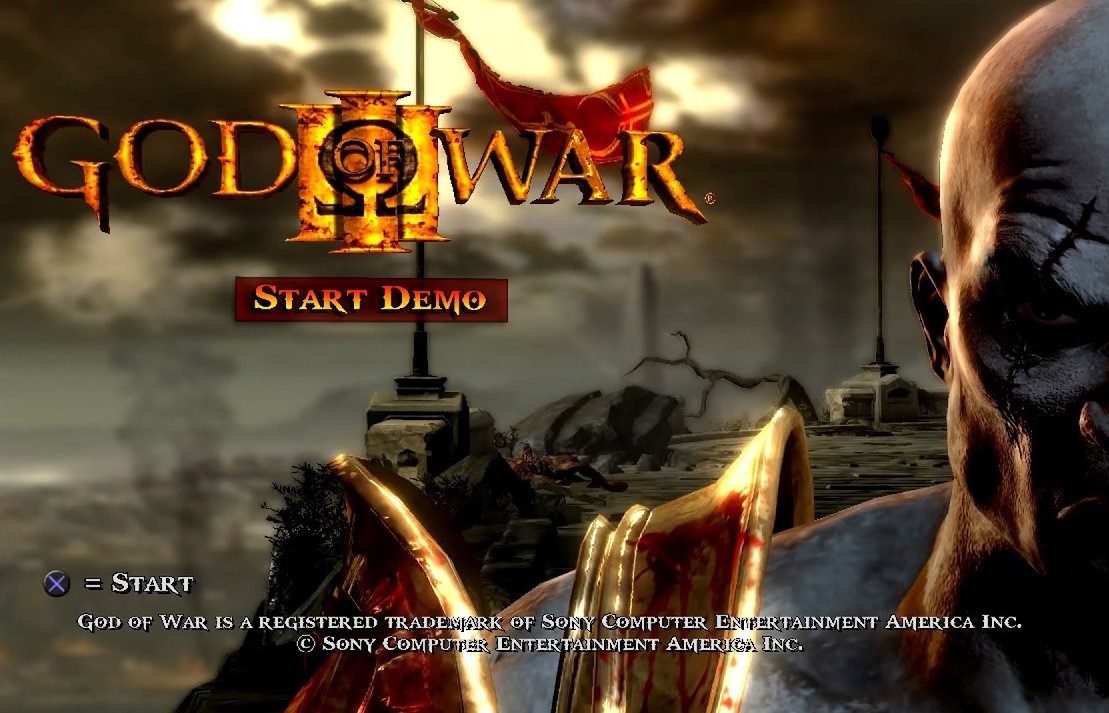 GOD OF WAR ®
III
START DEMO
= START
GOD OF WAR IS A REGISTERED TRADEMARK OF SONY COMPUTER ENTERTAINMENT AMERICA INC.
© SONY COMPUTER ENTERTAINMENT AMERICA INC.